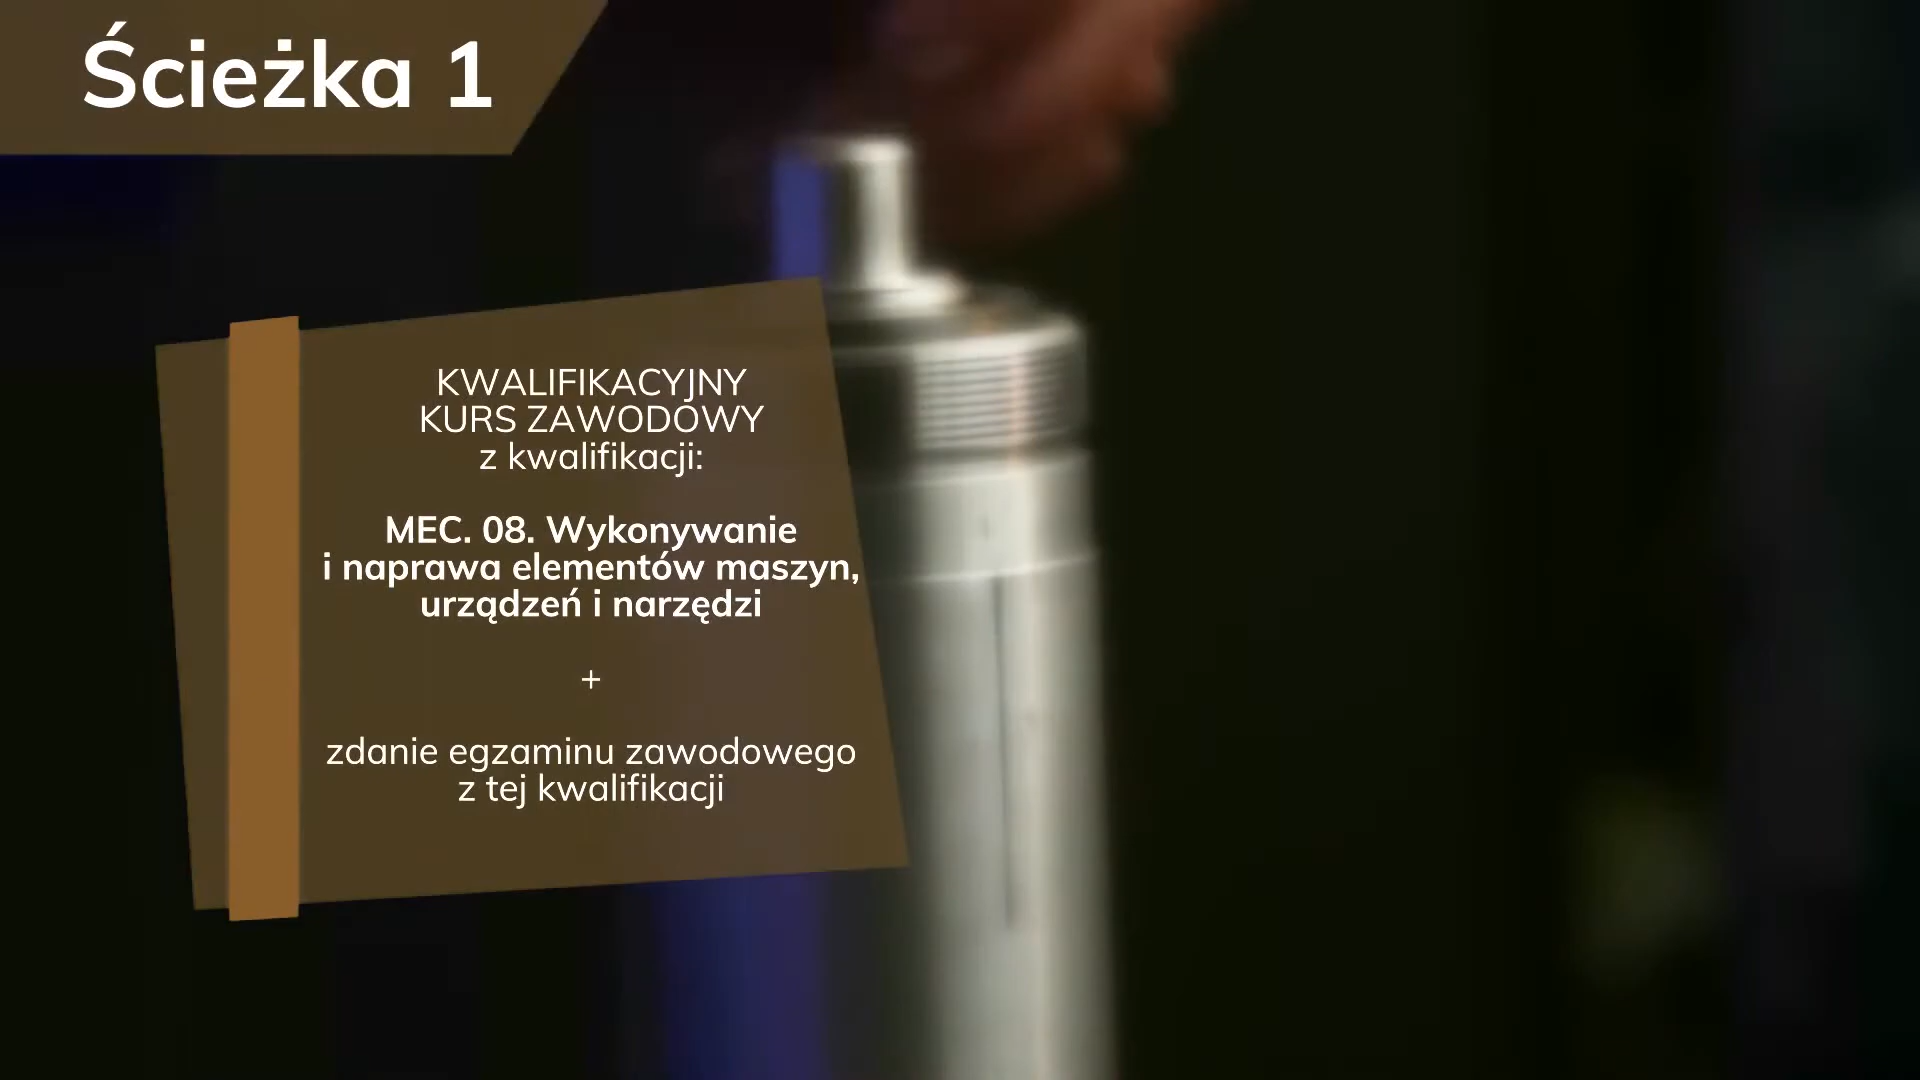 Ścieżka 1
KWALIFIKACYJNY
KURS ZAWODOWY
z kwalifikacji:
MEC. 08. Wykonywanie
i naprawa elementów maszyn,
urządzeń i narzędzi
+
zdanie egzaminu zawodowego
z tej kwalifikacji